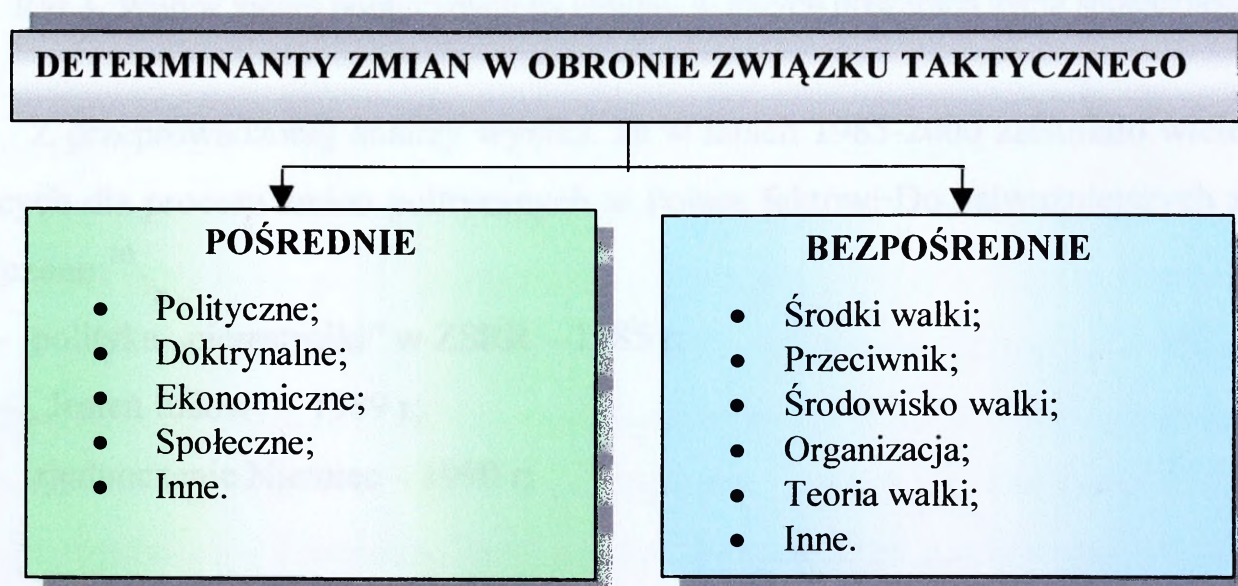 DETERMINANTY ZMIAN W OBRONIE ZWIĄZKU TAKTYCZNEGO
POŚREDNIE
• Polityczne;
• Doktrynalne;
• Ekonomiczne;
• Społeczne;
• Inne.
BEZPOŚREDNIE
• Środki walki;
• Przeciwnik;
• Środowisko walki;
• Organizacja;
• Teoria walki;
• Inne.